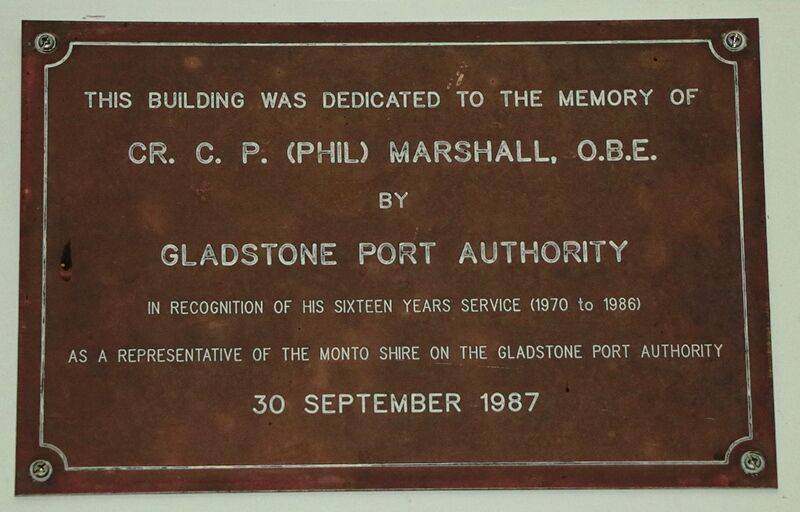 THIS BUILDING WAS DEDICATED TO THE MEMORY OF
CR. C. P. (PHIL) MARSHALL, O.B.E.
BY
GLADSTONE PORT AUTHORITY
IN RECOGNITION OF HIS SIXTEEN YEARS SERVICE (1970 to 1986)
AS A REPRESENTATIVE OF THE MONTO SHIRE ON THE GLADSTONE PORT AUTHORITY
30 SEPTEMBER 1987